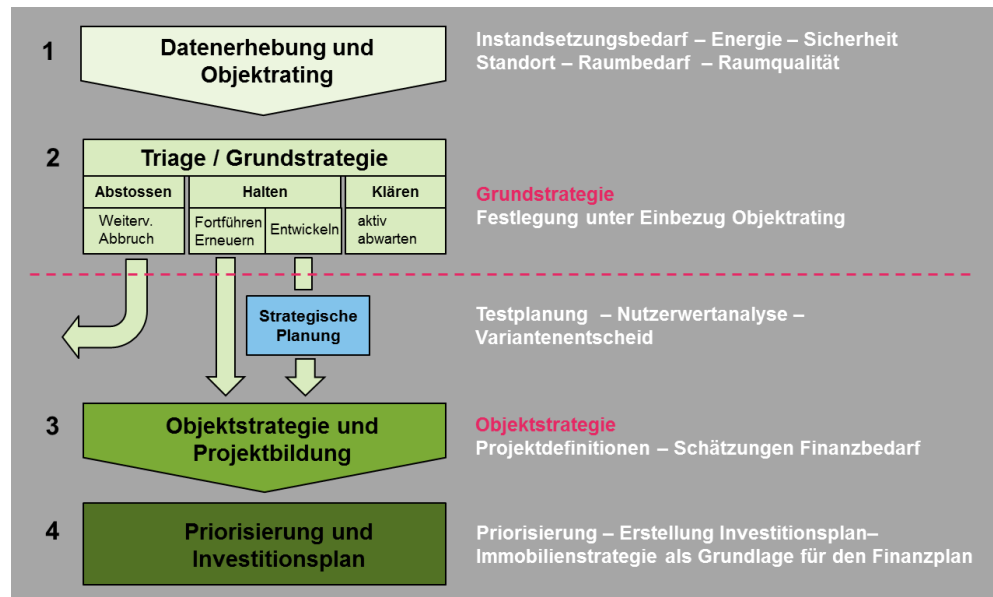 1
Datenerhebung und
Objektrating
Instandsetzungsbedarf – Energie – Sicherheit
Standort – Raumbedarf – Raumqualität
2
Triage / Grundstrategie
Abstossen
Halten
Klären
Weiterv.
Abbruch
Fortführen
Erneuern
Entwickeln
aktiv
abwarten
Grundstrategie
Festlegung unter Einbezug Objektrating
Strategische
Planung
Testplanung – Nutzerwertanalyse –
Variantenentscheid
3
Objektstrategie und
Projektbildung
Objektstrategie
Projektdefinitionen – Schätzungen Finanzbedarf
4
Priorisierung und
Investitionsplan
Priorisierung – Erstellung Investitionsplan–
Immobilienstrategie als Grundlage für den Finanzplan